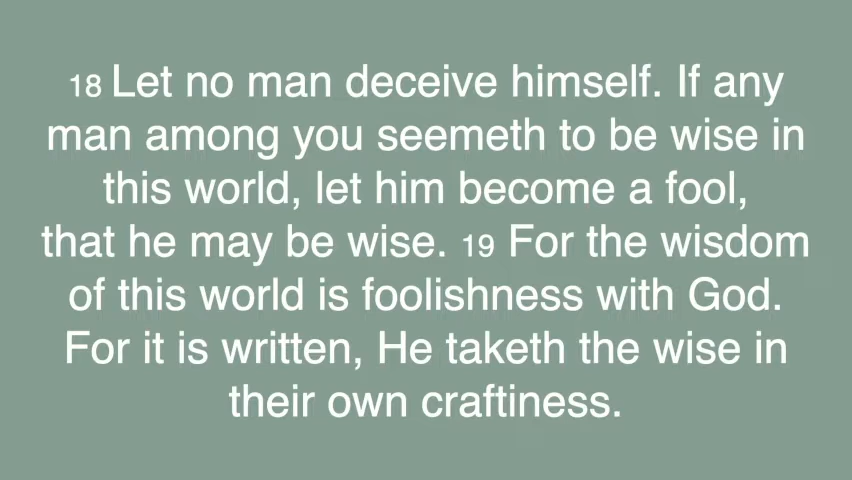 18 Let no man deceive himself. If any
man among you seemeth to be wise in
this world, let him become a fool,
that he may be wise. 19 For the wisdom
of this world is foolishness with God.
For it is written, He taketh the wise in
their own craftiness.